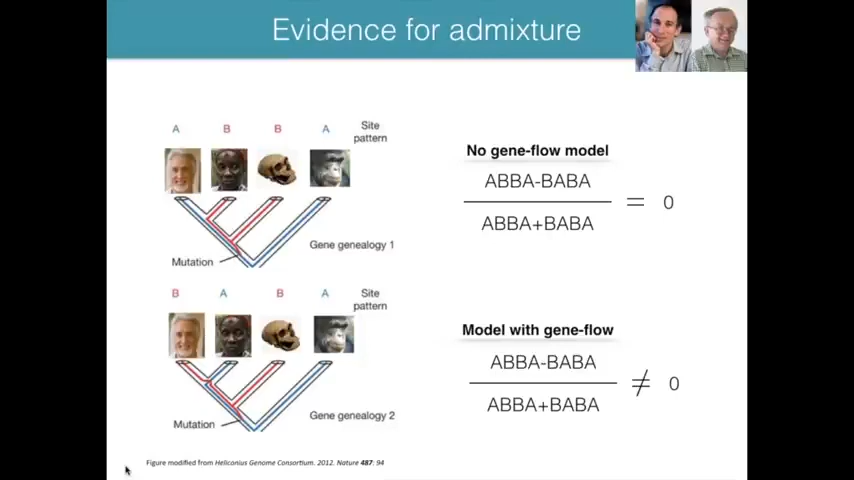 Evidence for admixture
A B B A Site
pattern
Mutation
Gene genealogy 1
B A B A Site
pattern
Mutation
Gene genealogy 2
No gene-flow model
ABBA-BABA
ABBA+BABA
= 0
Model with gene-flow
ABBA-BABA
ABBA+BABA
≠ 0
Figure modified from Heliconius Genome Consortium. 2012. Nature 487: 94